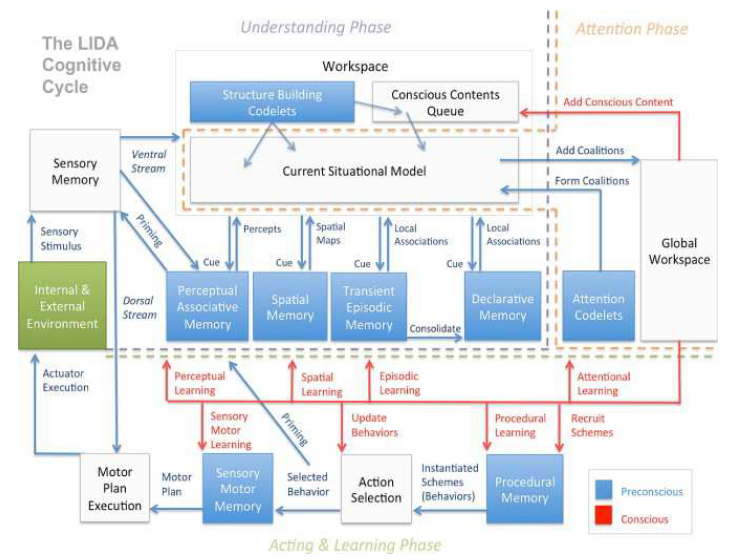 The LIDA
Cognitive
Cycle
Understanding Phase
Attention Phase
Workspace
Structure Building
Codelets
Conscious Contents
Queue
Add Conscious Content
Sensory
Memory
Ventral
Stream
Current Situational Model
Add Coalitions
Form Coalitions
Global
Workspace
Sensory
Stimulus
Priming
Cue
Percepts
Cue
Spatial
Maps
Cue
Local
Associations
Cue
Local
Associations
Internal &
External
Environment
Dorsal
Stream
Perceptual
Associative
Memory
Spatial
Memory
Transient
Episodic
Memory
Consolidate
Declarative
Memory
Attention
Codelets
Actuator
Execution
Perceptual
Learning
Spatial
Learning
Episodic
Learning
Attentional
Learning
Sensory
Motor
Learning
Priming
Update
Behaviors
Procedural
Learning
Recruit
Schemes
Motor
Plan
Execution
Motor
Plan
Sensory
Motor
Memory
Selected
Behavior
Action
Selection
Instantiated
Schemes
(Behaviors)
Procedural
Memory
Preconscious
Conscious
Acting & Learning Phase